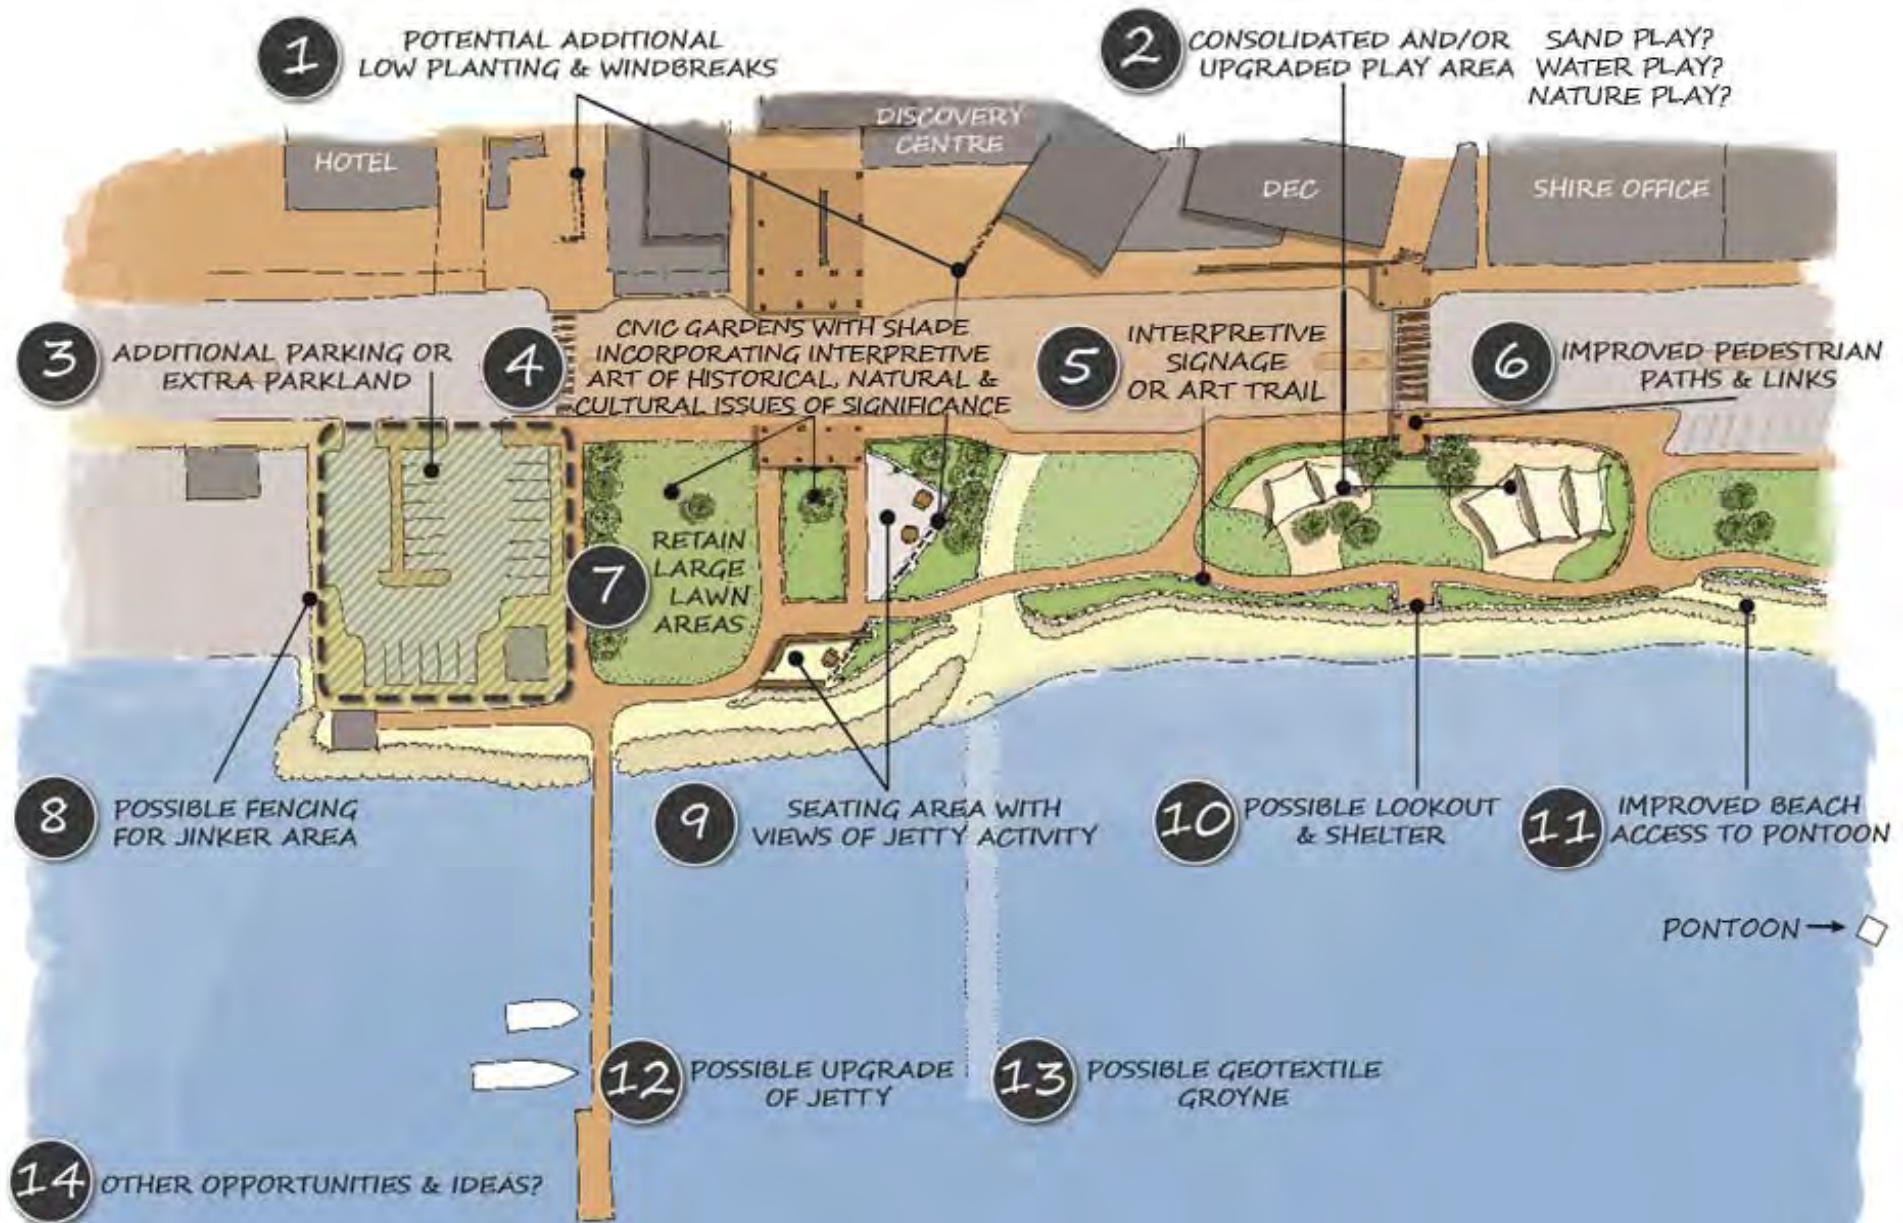 1
POTENTIAL ADDITIONAL
LOW PLANTING & WINDBREAKS
2
CONSOLIDATED AND/OR
UPGRADED PLAY AREA
SAND PLAY?
WATER PLAY?
NATURE PLAY?
HOTEL
DISCOVERY
CENTRE
DEC
SHIRE OFFICE
3
ADDITIONAL PARKING OR
EXTRA PARKLAND
4
CIVIC GARDENS WITH SHADE
INCORPORATING INTERPRETIVE
ART OF HISTORICAL, NATURAL &
CULTURAL ISSUES OF SIGNIFICANCE
5
INTERPRETIVE
SIGNAGE
OR ART TRAIL
6
IMPROVED PEDESTRIAN
PATHS & LINKS
7
RETAIN
LARGE
LAWN
AREAS
8
POSSIBLE FENCING
FOR JINKER AREA
9
SEATING AREA WITH
VIEWS OF JETTY ACTIVITY
10
POSSIBLE LOOKOUT
& SHELTER
11
IMPROVED BEACH
ACCESS TO PONTOON
PONTOON
12
POSSIBLE UPGRADE
OF JETTY
13
POSSIBLE GEOTEXTILE
GROYNE
14
OTHER OPPORTUNITIES & IDEAS?